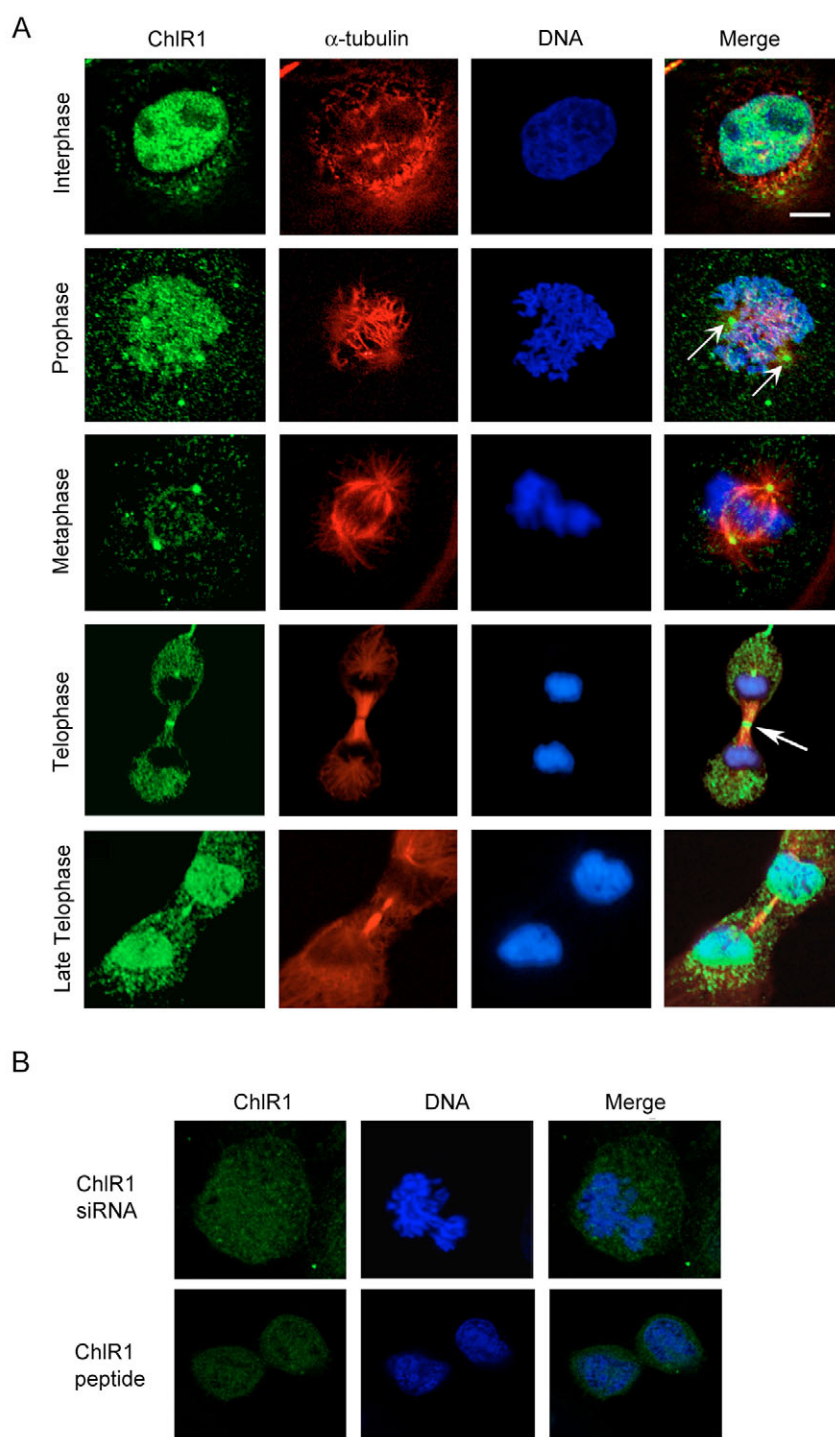 A
ChlR1 α-tubulin DNA Merge
Interphase
Prophase
Metaphase
Telophase
Late Telophase
B
ChlR1 DNA Merge
ChlR1
siRNA
ChlR1
peptide